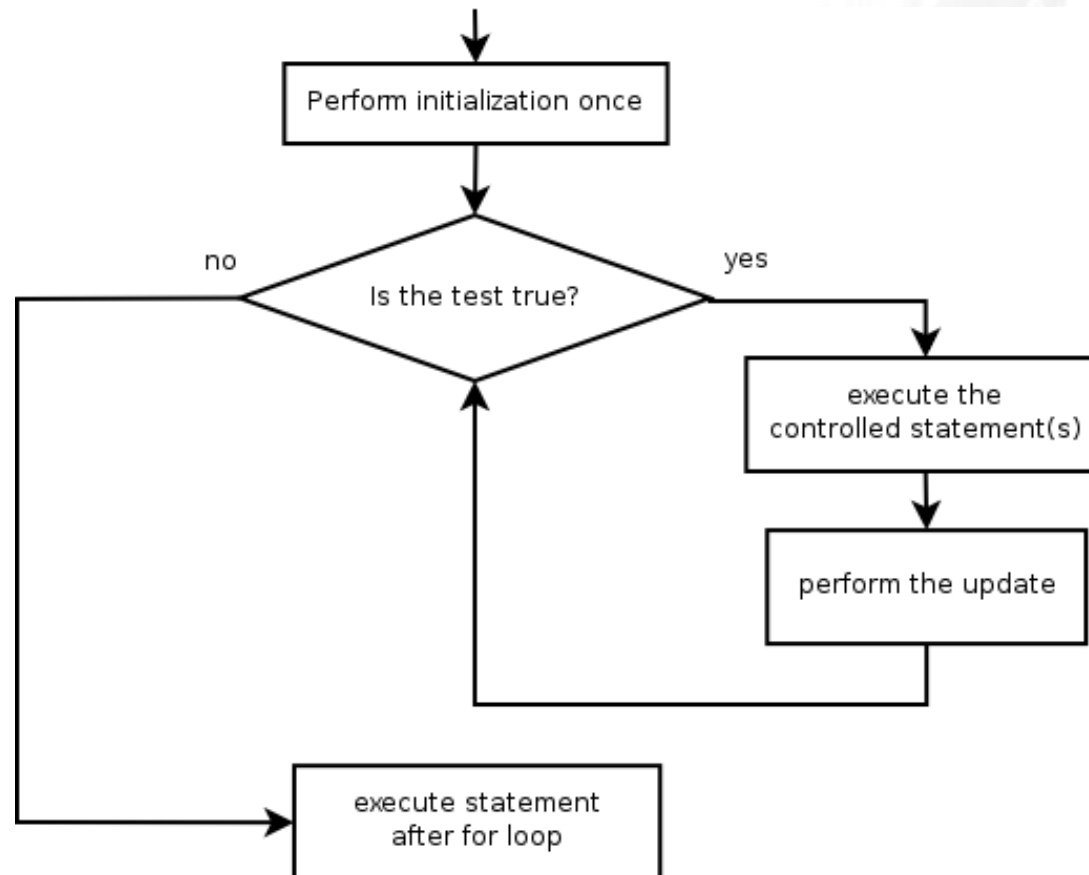 Perform initialization once
no
yes
Is the test true?
execute the
controlled statement(s)
perform the update
execute statement
after for loop